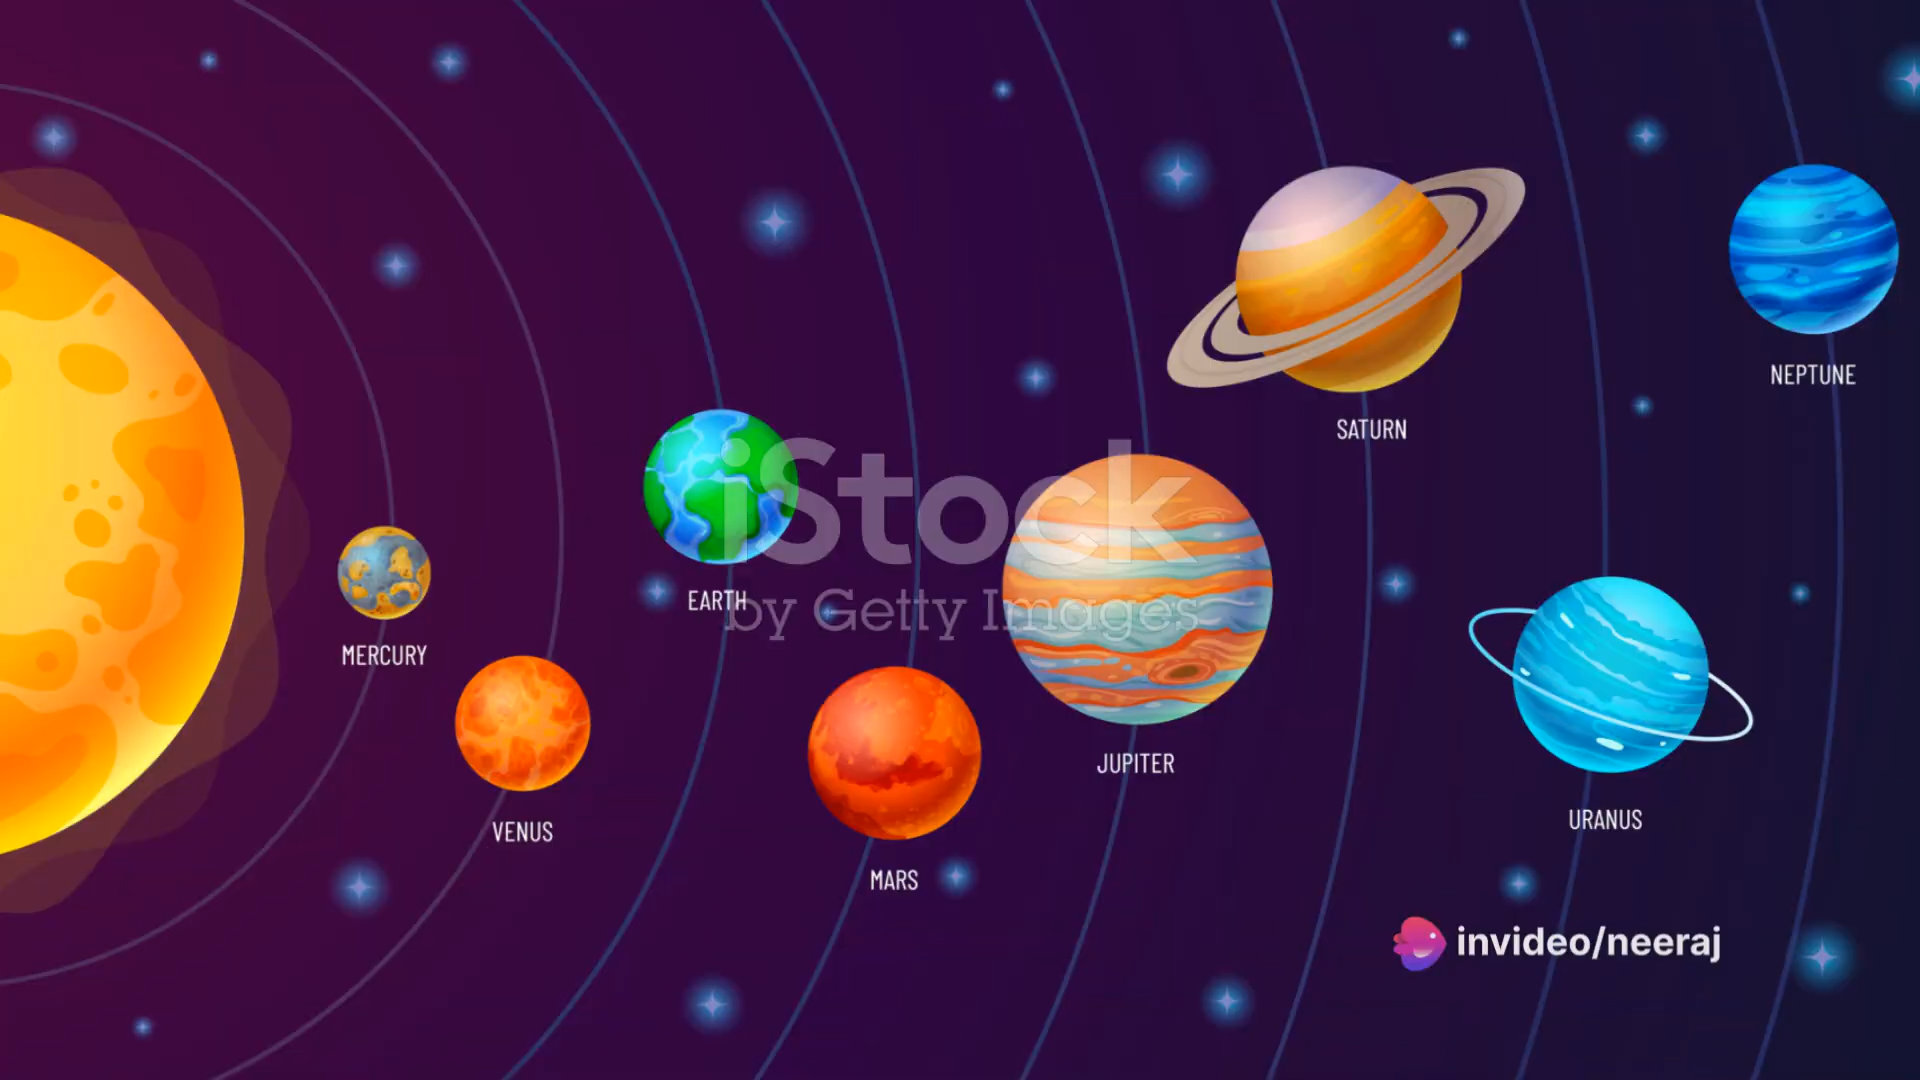 NEPTUNE
SATURN
iStock
by Getty Images
EARTH
MERCURY
JUPITER
URANUS
VENUS
MARS
invideo/neeraj